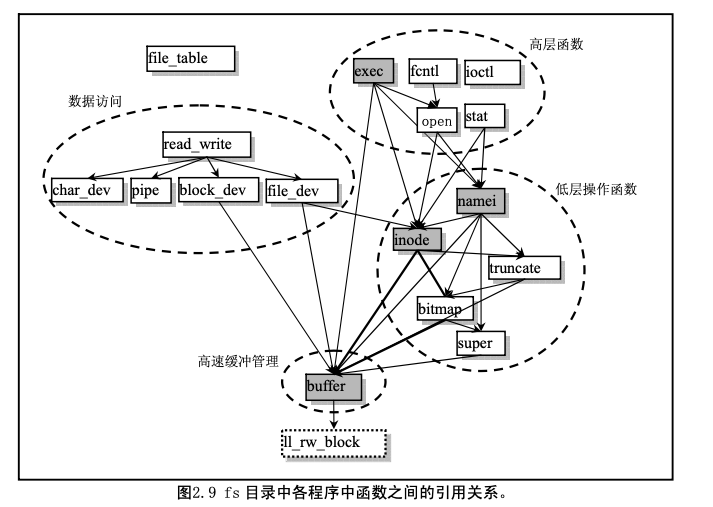 高层函数
file_table
exec
fcntl
ioctl
数据访问
open
stat
read_write
char_dev
pipe
block_dev
file_dev
低层操作函数
namei
inode
truncate
bitmap
super
高速缓冲管理
buffer
ll_rw_block
图2.9 fs 目录中各程序中函数之间的引用关系。